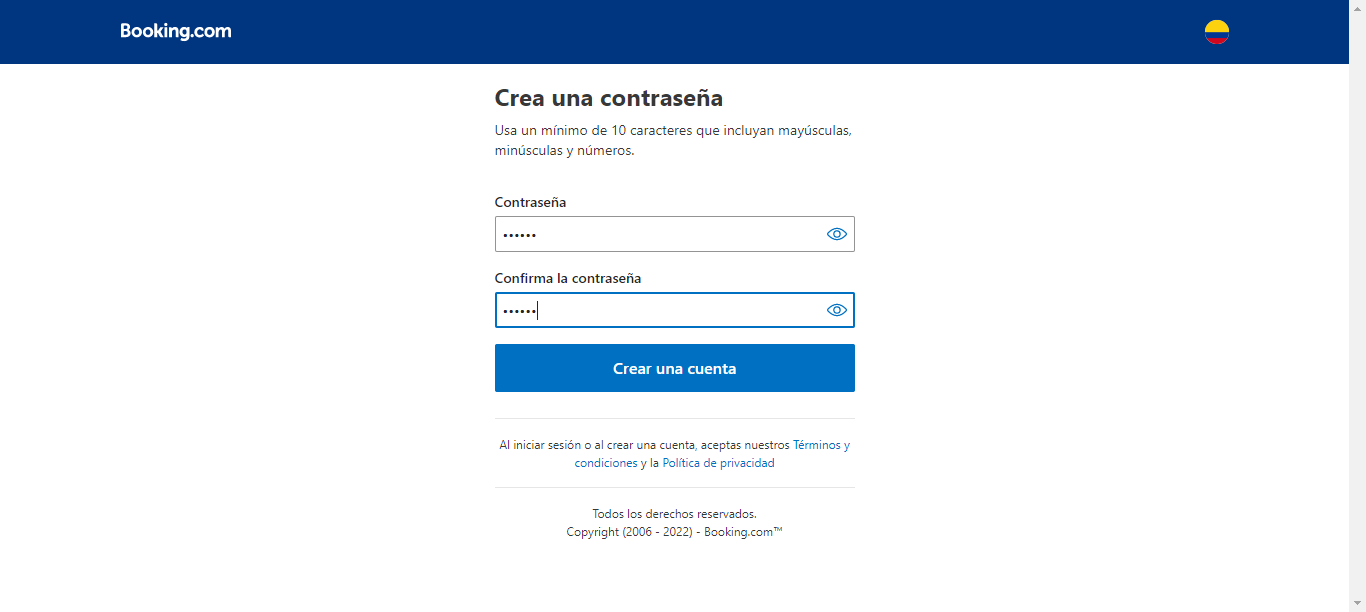 Booking.com
Crea una contraseña
Usa un mínimo de 10 caracteres que incluyan mayúsculas,
minúsculas y números.
Contraseña
••••••
Confirma la contraseña
••••••
Crear una cuenta
Al iniciar sesión o al crear una cuenta, aceptas nuestros Términos y
condiciones y la Política de privacidad
Todos los derechos reservados.
Copyright (2006 - 2022) - Booking.com™